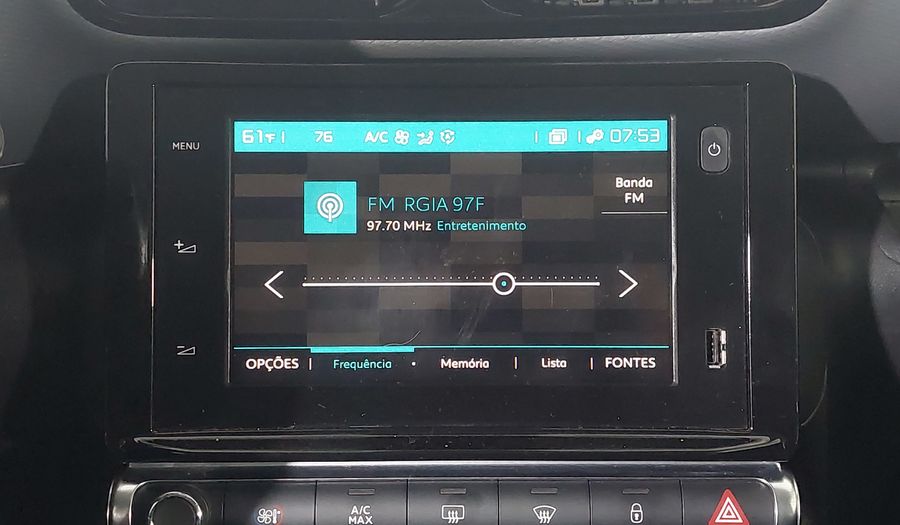 61°F 76 A/C 07:53
MENU
Banda
FM
FM RGIA 97F
97.70 MHz Entretenimento
OPÇÕES Frequência Memória Lista FONTES
A/C
MAX